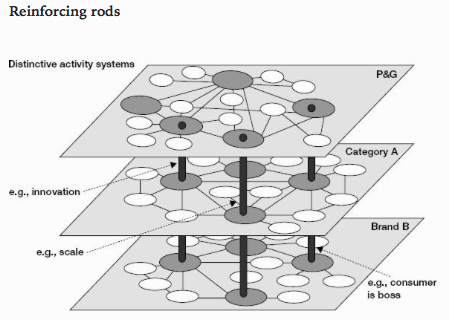 Reinforcing rods
Distinctive activity systems
P&G
Category A
e.g., innovation
Brand B
e.g., scale
e.g., consumer
is boss